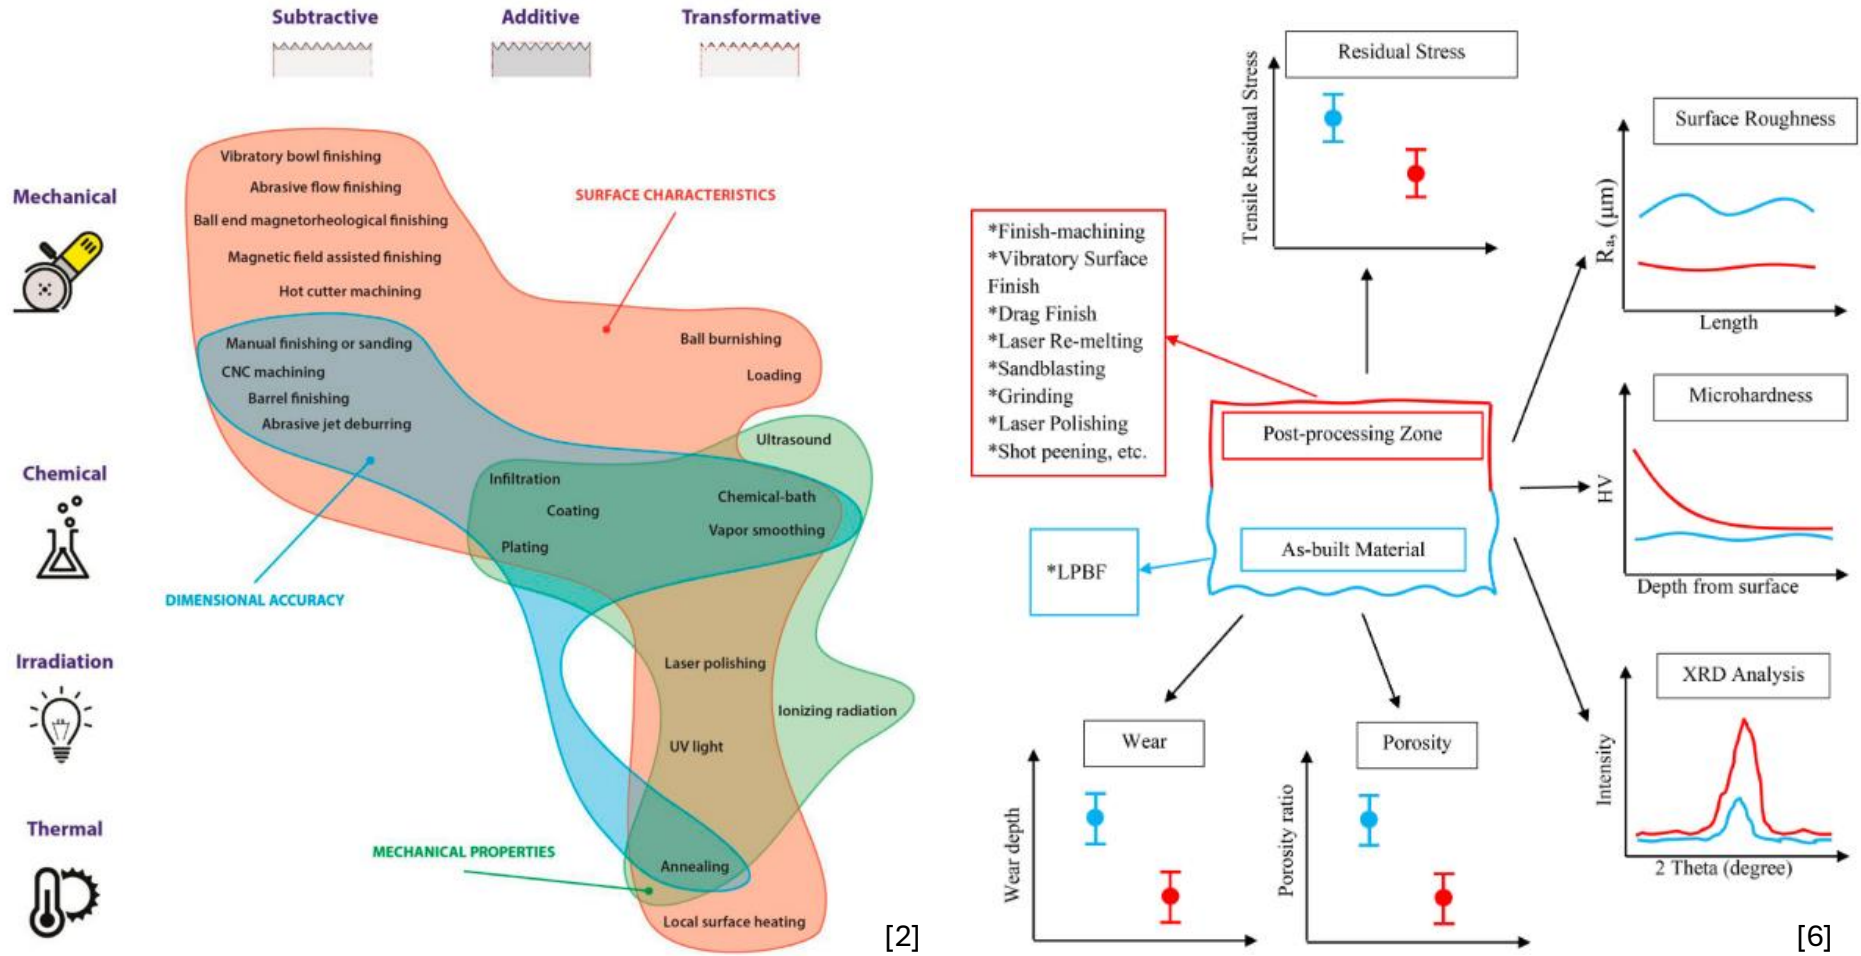 Subtractive
Additive
Transformative
Mechanical
Chemical
Irradiation
Thermal
Vibratory bowl finishing
Abrasive flow finishing
Ball end magnetorheological finishing
Magnetic field assisted finishing
Hot cutter machining
SURFACE CHARACTERISTICS
Manual finishing or sanding
CNC machining
Barrel finishing
Abrasive jet deburring
Ball burnishing
Loading
Ultrasound
Infiltration
Coating
Plating
Chemical-bath
Vapor smoothing
DIMENSIONAL ACCURACY
Laser polishing
Ionizing radiation
UV light
MECHANICAL PROPERTIES
Annealing
Local surface heating
[2]
Residual Stress
Tensile Residual Stress
Surface Roughness
Ra, (μm)
Length
*Finish-machining
*Vibratory Surface
Finish
*Drag Finish
*Laser Re-melting
*Sandblasting
*Grinding
*Laser Polishing
*Shot peening, etc.
Post-processing Zone
As-built Material
*LPBF
Microhardness
HV
Depth from surface
XRD Analysis
Intensity
2 Theta (degree)
Wear
Wear depth
Porosity
Porosity ratio
[6]